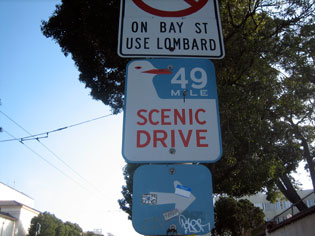 ON BAY ST
USE LOMBARD
49
MILE
SCENIC
DRIVE